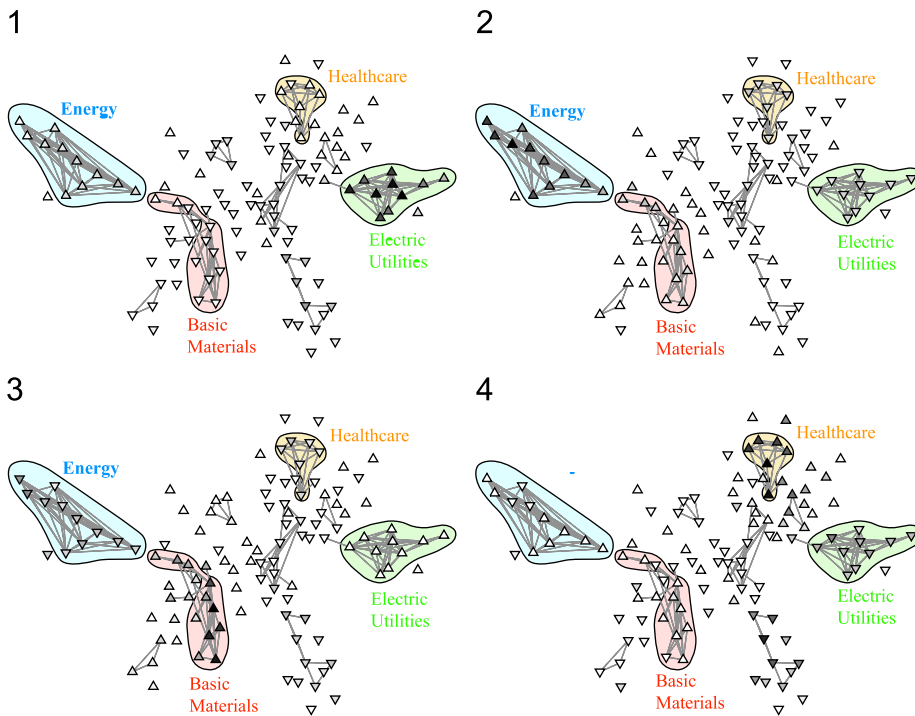 1
Healthcare
Energy
Electric
Utilities
Basic
Materials
2
Healthcare
Energy
Electric
Utilities
Basic
Materials
3
Healthcare
Energy
Electric
Utilities
Basic
Materials
4
Healthcare
-
Electric
Utilities
Basic
Materials